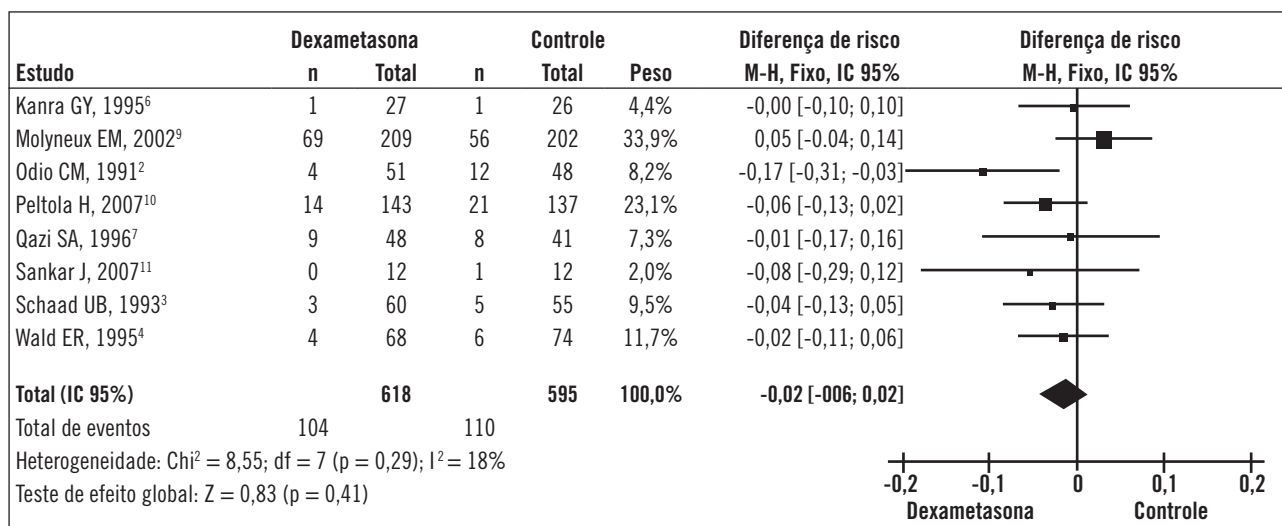 Dexametasona Controle Diferença de risco Diferença de risco
Estudo n Total n Total Peso M-H, Fixo, IC 95% M-H, Fixo, IC 95%
Kanra GY, 1995⁶ 1 27 1 26 4,4% -0,00 [-0,10; 0,10]
Molyneux EM, 2002⁹ 69 209 56 202 33,9% 0,05 [-0.04; 0,14]
Odio CM, 1991² 4 51 12 48 8,2% -0,17 [-0,31; -0,03]
Peltola H, 2007¹⁰ 14 143 21 137 23,1% -0,06 [-0,13; 0,02]
Qazi SA, 1996⁷ 9 48 8 41 7,3% -0,01 [-0,17; 0,16]
Sankar J, 2007¹¹ 0 12 1 12 2,0% -0,08 [-0,29; 0,12]
Schaad UB, 1993³ 3 60 5 55 9,5% -0,04 [-0,13; 0,05]
Wald ER, 1995⁴ 4 68 6 74 11,7% -0,02 [-0,11; 0,06]
Total (IC 95%) 618 595 100,0% -0,02 [-006; 0,02]
Total de eventos 104 110
Heterogeneidade: Chi² = 8,55; df = 7 (p = 0,29); I² = 18%
Teste de efeito global: Z = 0,83 (p = 0,41)
-0,2 -0,1 0 0,1 0,2
Dexametasona Controle